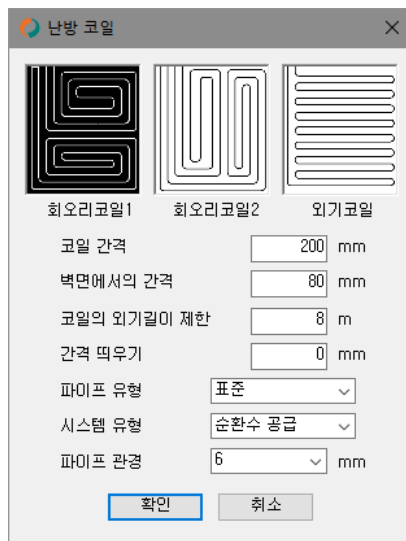 난방 코일
회오리코일1 회오리코일2 외기코일
코일 간격 200 mm
벽면에서의 간격 80 mm
코일의 외기길이 제한 8 m
간격 띄우기 0 mm
파이프 유형 표준
시스템 유형 순환수 공급
파이프 관경 6 mm
확인 취소